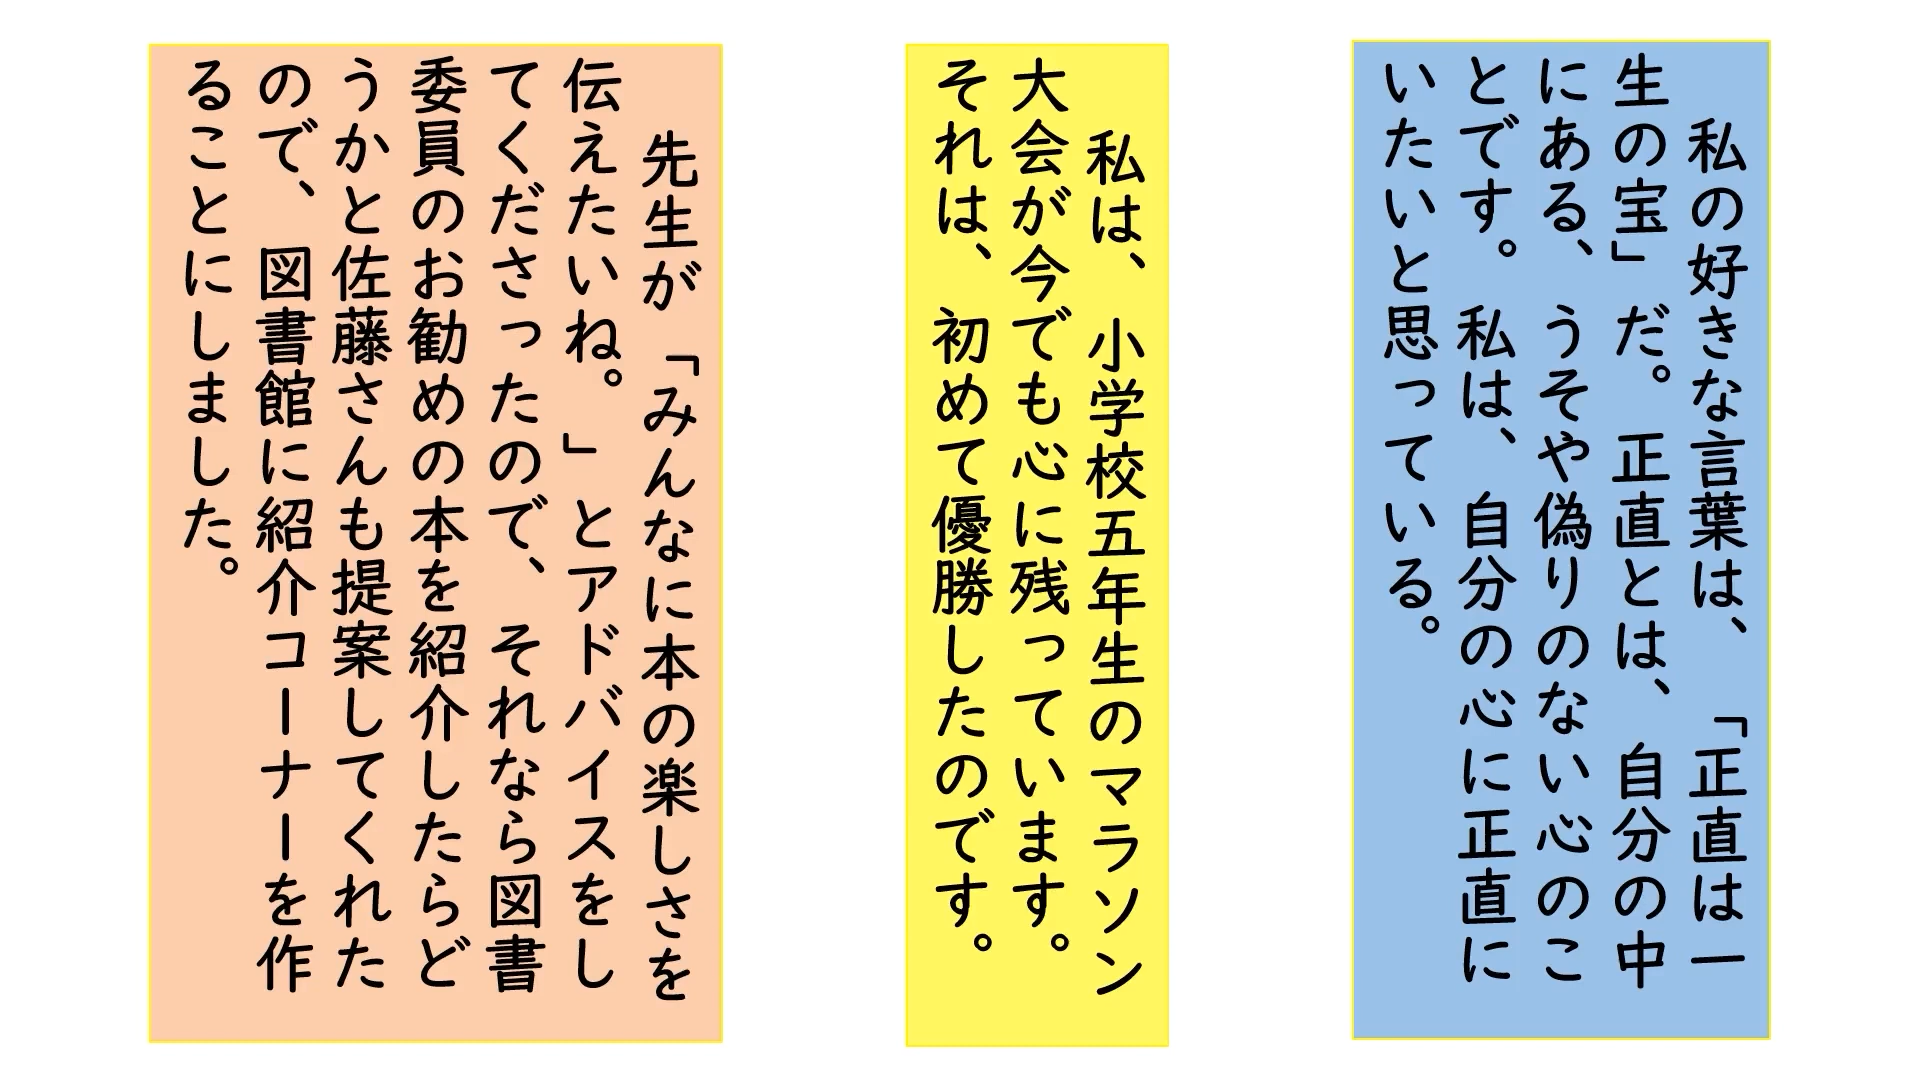 私の好きな言葉は、「正直は一
生の宝」だ。正直とは、自分の中
にある、うそや偽りのない心のこ
とです。私は、自分の心に正直に
いたいと思っている。
私は、小学校五年生のマラソン
大会が今でも心に残っています。
それは、初めて優勝したのです。
先生が「みんなに本の楽しさを
伝えたいね。」とアドバイスをし
てくださったので、それなら図書
委員のお勧めの本を紹介したらど
うかと佐藤さんも提案してくれた
ので、図書館に紹介コーナーを作
ることにしました。